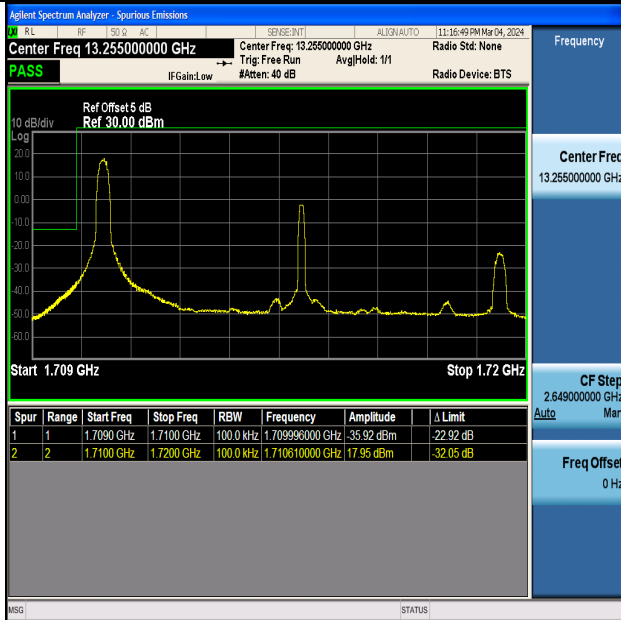 Agilent Spectrum Analyzer - Spurious Emissions
LXI RL RF 50 Ω AC SENSE:INT ALIGN AUTO 11:16:49 PM Mar 04, 2024
Center Freq 13.255000000 GHz
Center Freq: 13.255000000 GHz Radio Std: None
Trig: Free Run Avg|Hold: 1/1
PASS IFGain:Low #Atten: 40 dB Radio Device: BTS
Frequency
Ref Offset 5 dB
10 dB/div Ref 30.00 dBm
Log
20.0
10.0
0.00
-10.0
-20.0
-30.0
-40.0
-50.0
-60.0
Start 1.709 GHz Stop 1.72 GHz
Center Freq
13.255000000 GHz
CF Step
2.649000000 GHz
Auto Man
Freq Offset
0 Hz
Spur Range Start Freq Stop Freq RBW Frequency Amplitude Δ Limit
1 1 1.7090 GHz 1.7100 GHz 100.0 kHz 1.709996000 GHz -35.92 dBm -22.92 dB
2 2 1.7100 GHz 1.7200 GHz 100.0 kHz 1.710610000 GHz 17.95 dBm -32.05 dB
MSG STATUS